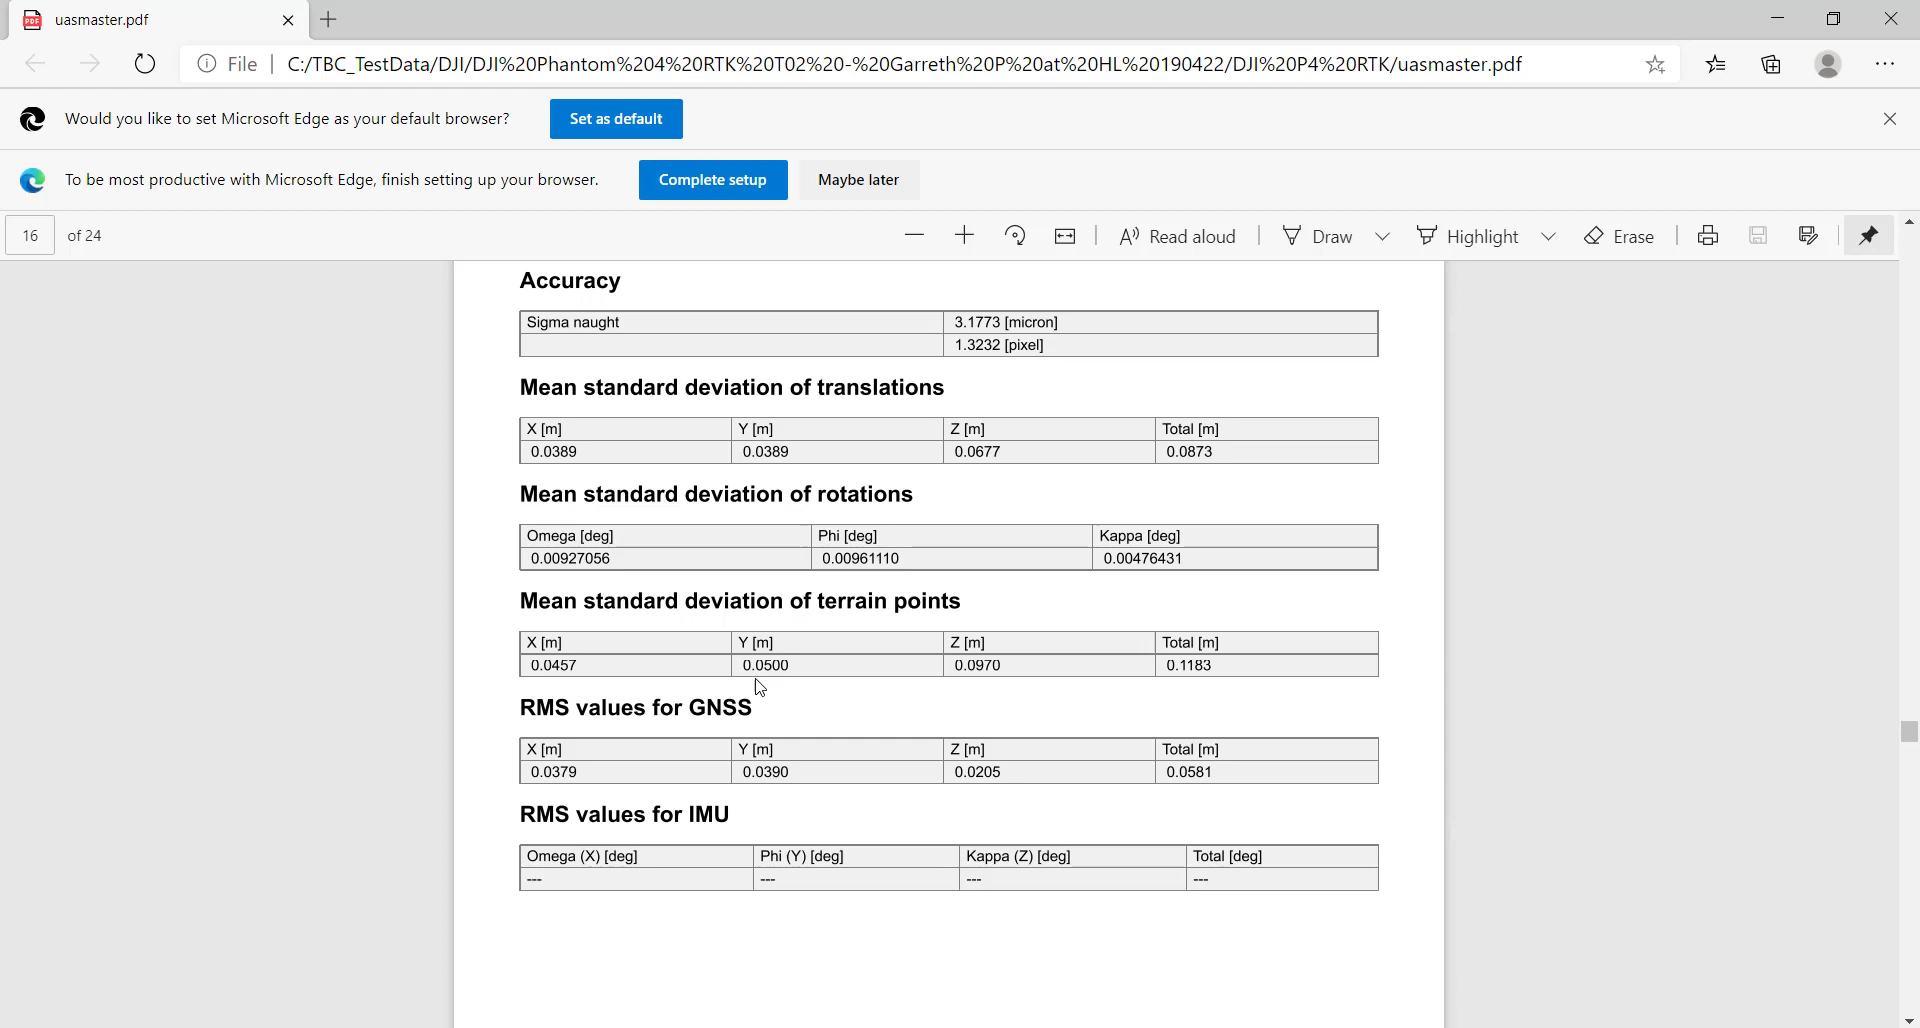 uasmaster.pdf
File C:/TBC_TestData/DJI/DJI%20Phantom%204%20RTK%20T02%20-%20Garreth%20P%20at%20HL%20190422/DJI%20P4%20RTK/uasmaster.pdf
Would you like to set Microsoft Edge as your default browser? Set as default
To be most productive with Microsoft Edge, finish setting up your browser. Complete setup Maybe later
16 of 24 Read aloud Draw Highlight Erase
Accuracy
Sigma naught 3.1773 [micron]
1.3232 [pixel]
Mean standard deviation of translations
X [m] Y [m] Z [m] Total [m]
0.0389 0.0389 0.0677 0.0873
Mean standard deviation of rotations
Omega [deg] Phi [deg] Kappa [deg]
0.00927056 0.00961110 0.00476431
Mean standard deviation of terrain points
X [m] Y [m] Z [m] Total [m]
0.0457 0.0500 0.0970 0.1183
RMS values for GNSS
X [m] Y [m] Z [m] Total [m]
0.0379 0.0390 0.0205 0.0581
RMS values for IMU
Omega (X) [deg] Phi (Y) [deg] Kappa (Z) [deg] Total [deg]
--- --- --- ---